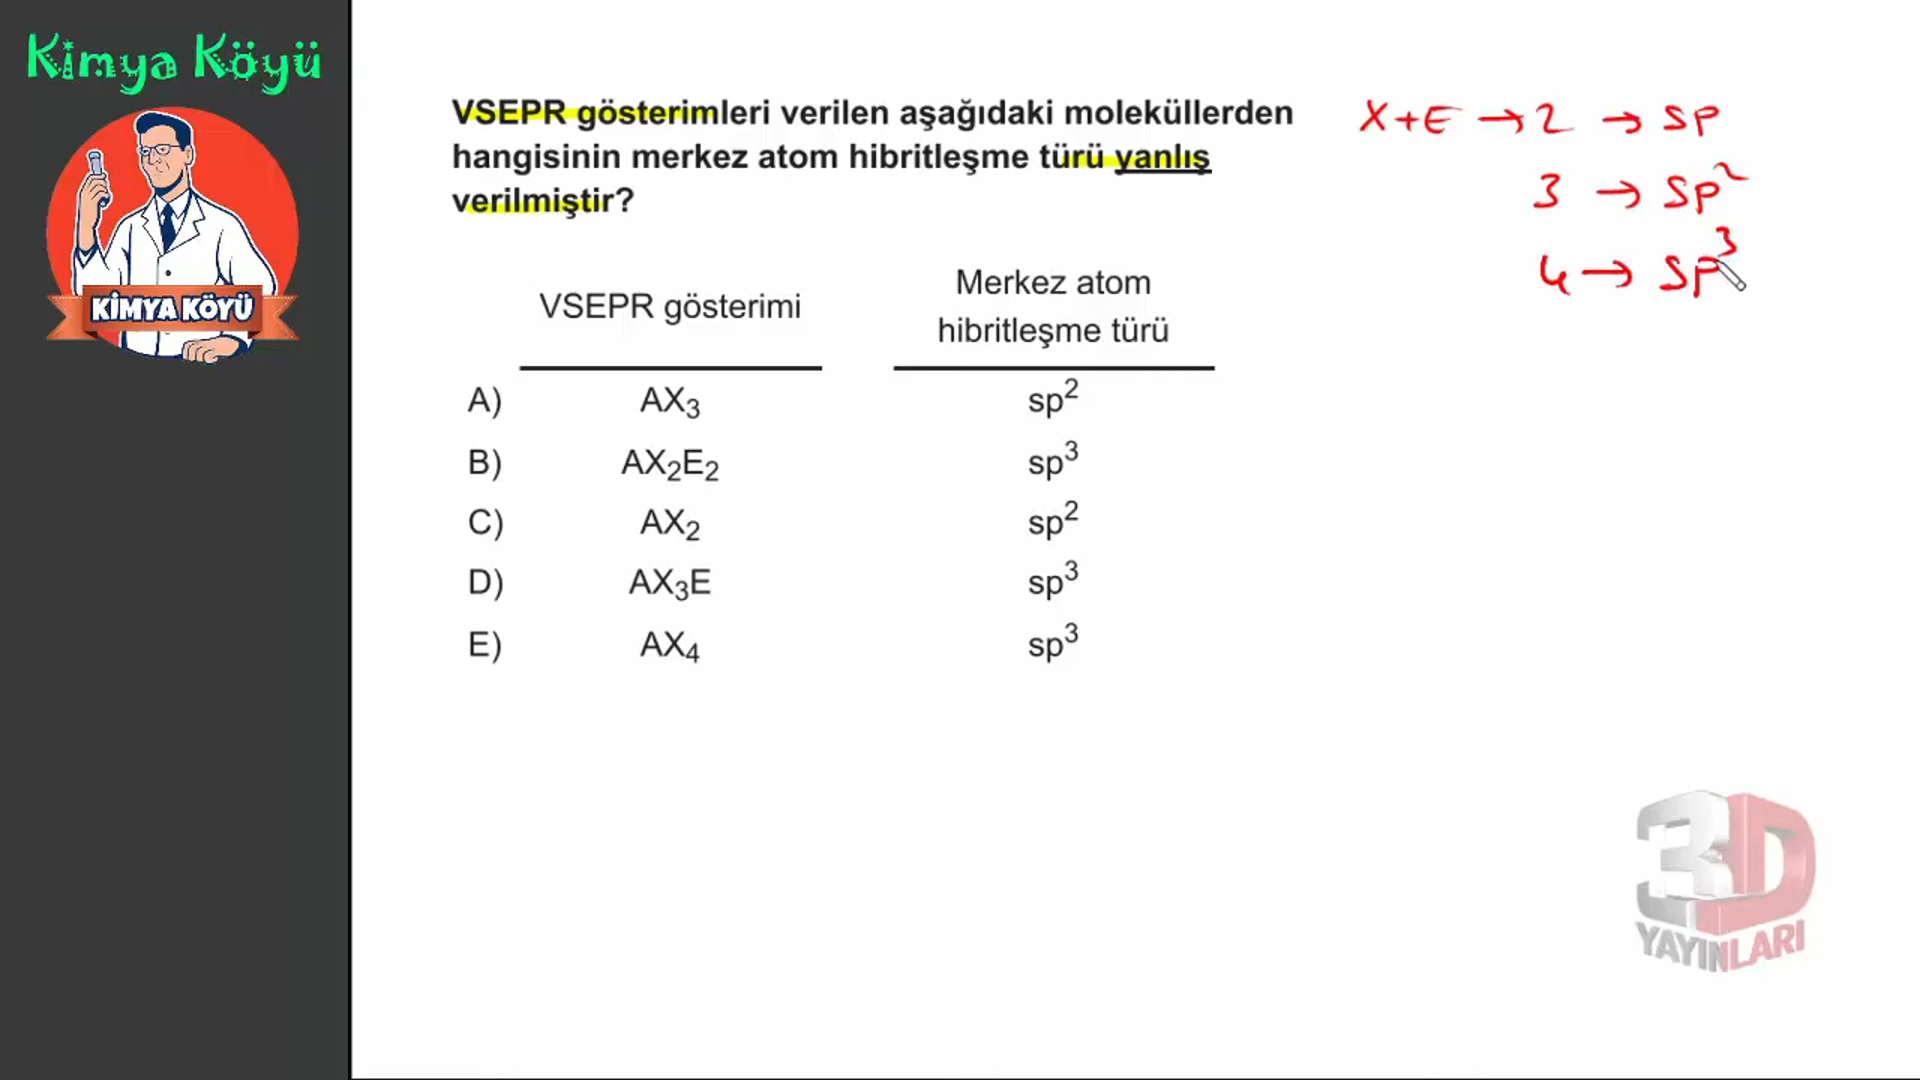 Kimya Köyü
KİMYA KÖYÜ
VSEPR gösterimleri verilen aşağıdaki moleküllerden
hangisinin merkez atom hibritleşme türü yanlış
verilmiştir?
X+E → 2 → sp
3 → sp²
4 → sp³
VSEPR gösterimi
Merkez atom
hibritleşme türü
A) AX₃ sp²
B) AX₂E₂ sp³
C) AX₂ sp²
D) AX₃E sp³
E) AX₄ sp³
3D
YAYINLARI